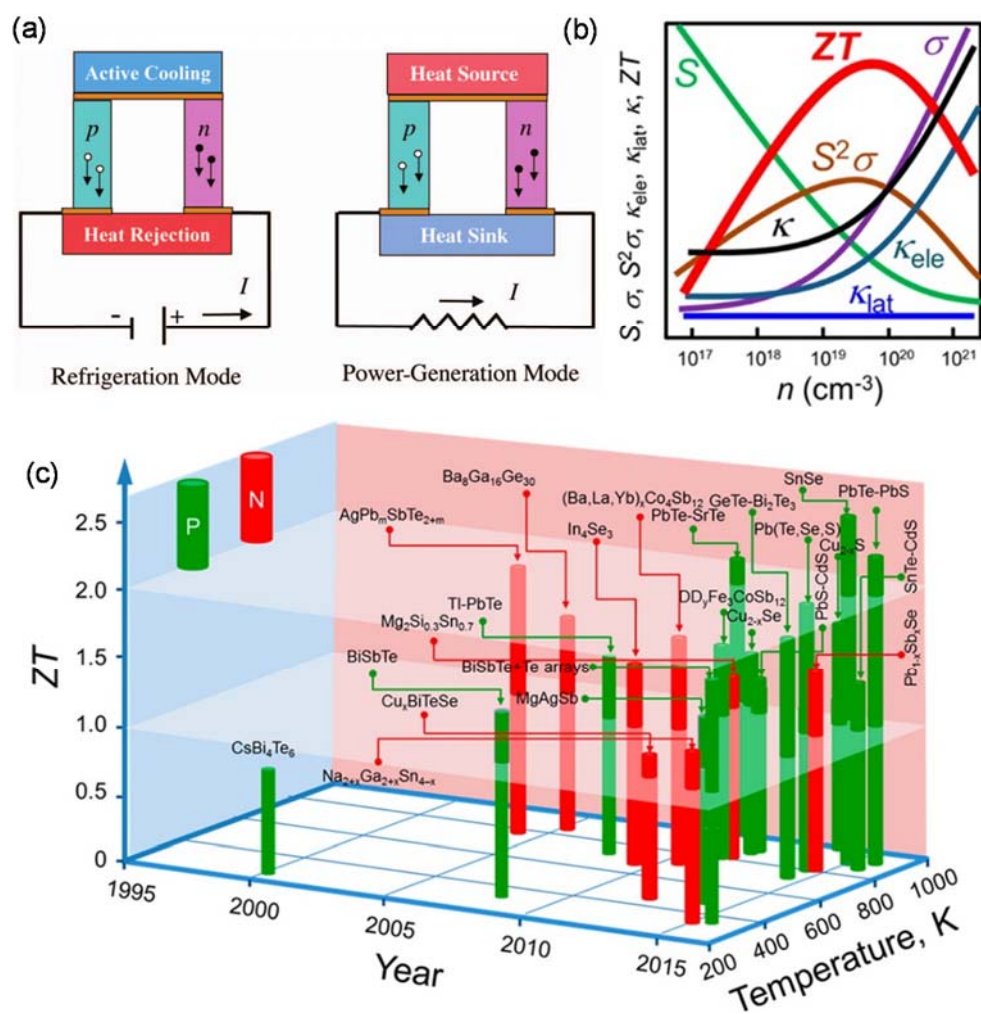 (a)
Active Cooling
p
n
Heat Rejection
I
- +
Refrigeration Mode
Heat Source
p
n
Heat Sink
I
Power-Generation Mode
(b)
S, σ, S²σ, κele, κlat, κ, ZT
S
ZT
σ
S²σ
κ
κele
κlat
10¹⁷ 10¹⁸ 10¹⁹ 10²⁰ 10²¹
n (cm⁻³)
(c)
P
N
ZT
2.5
2.0
1.5
1.0
0.5
0
Ba₈Ga₁₆Ge₃₀
AgPbₘSbTe₂₊ₘ
(Ba,La,Yb)ₓCo₄Sb₁₂
GeTe-Bi₂Te₃
SnSe
PbTe-PbS
In₄Se₃
PbTe-SrTe
Pb(Te,Se,S)
Cu₂₋ₓS
SnTe-CdS
PbS-CdS
Tl-PbTe
DDᵧFe₃CoSb₁₂
Cu₂₋ₓSe
Mg₂Si₀.₃Sn₀.₇
BiSbTe
BiSbTe+Te arrays
MgAgSb
Pb₁₋ₓSbₓSe
CuₓBiTeSe
CsBi₄Te₆
Na₂₊ₓGa₂₊ₓSn₄₋ₓ
1995
2000
2005
2010
2015
Year
200
400
600
800
1000
Temperature, K